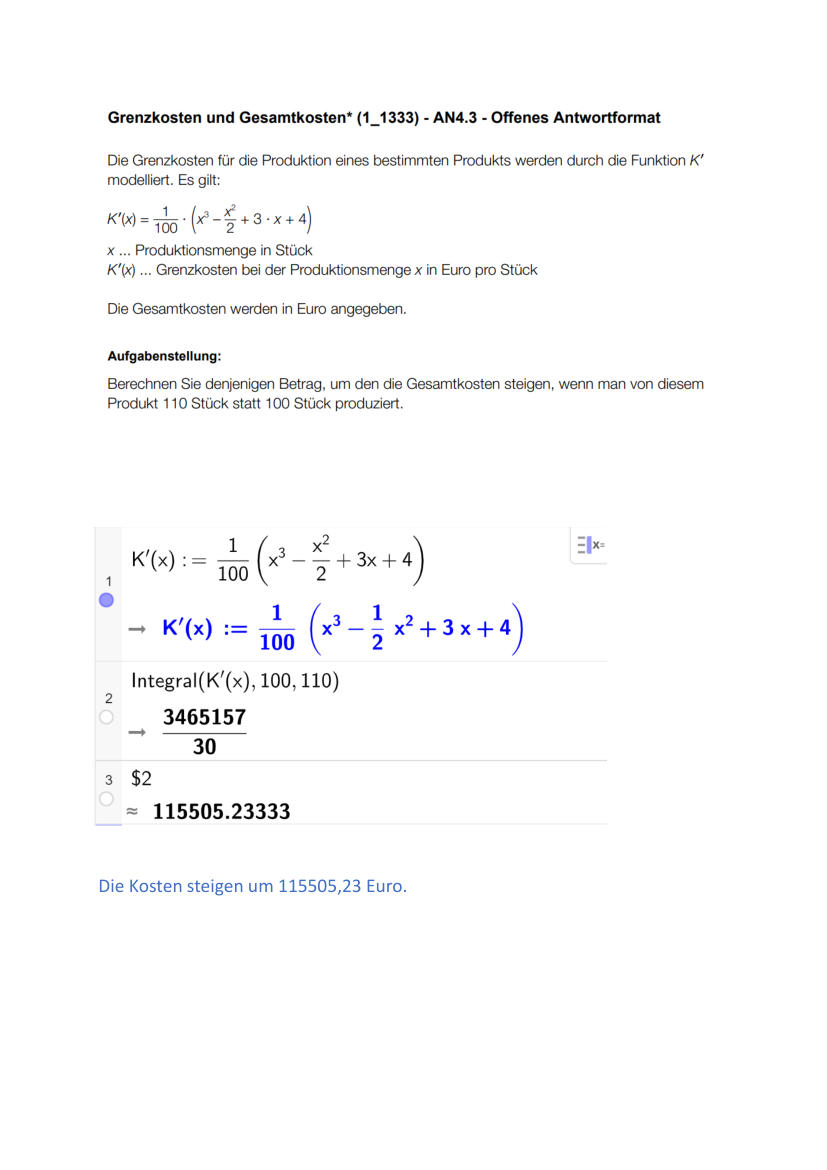 Grenzkosten und Gesamtkosten* (1_1333) - AN4.3 - Offenes Antwortformat
Die Grenzkosten für die Produktion eines bestimmten Produkts werden durch die Funktion K′
modelliert. Es gilt:
K′(x) = 1/100 · (x³ – x²/2 + 3 · x + 4)
x ... Produktionsmenge in Stück
K′(x) ... Grenzkosten bei der Produktionsmenge x in Euro pro Stück
Die Gesamtkosten werden in Euro angegeben.
Aufgabenstellung:
Berechnen Sie denjenigen Betrag, um den die Gesamtkosten steigen, wenn man von diesem
Produkt 110 Stück statt 100 Stück produziert.
K′(x) := 1/100 (x³ − x²/2 + 3x + 4)
x=
1
→ K′(x) := 1/100 (x³ − 1/2 x² + 3 x + 4)
Integral(K′(x), 100, 110)
2
→ 3465157/30
3 $2
≈ 115505.23333
Die Kosten steigen um 115505,23 Euro.